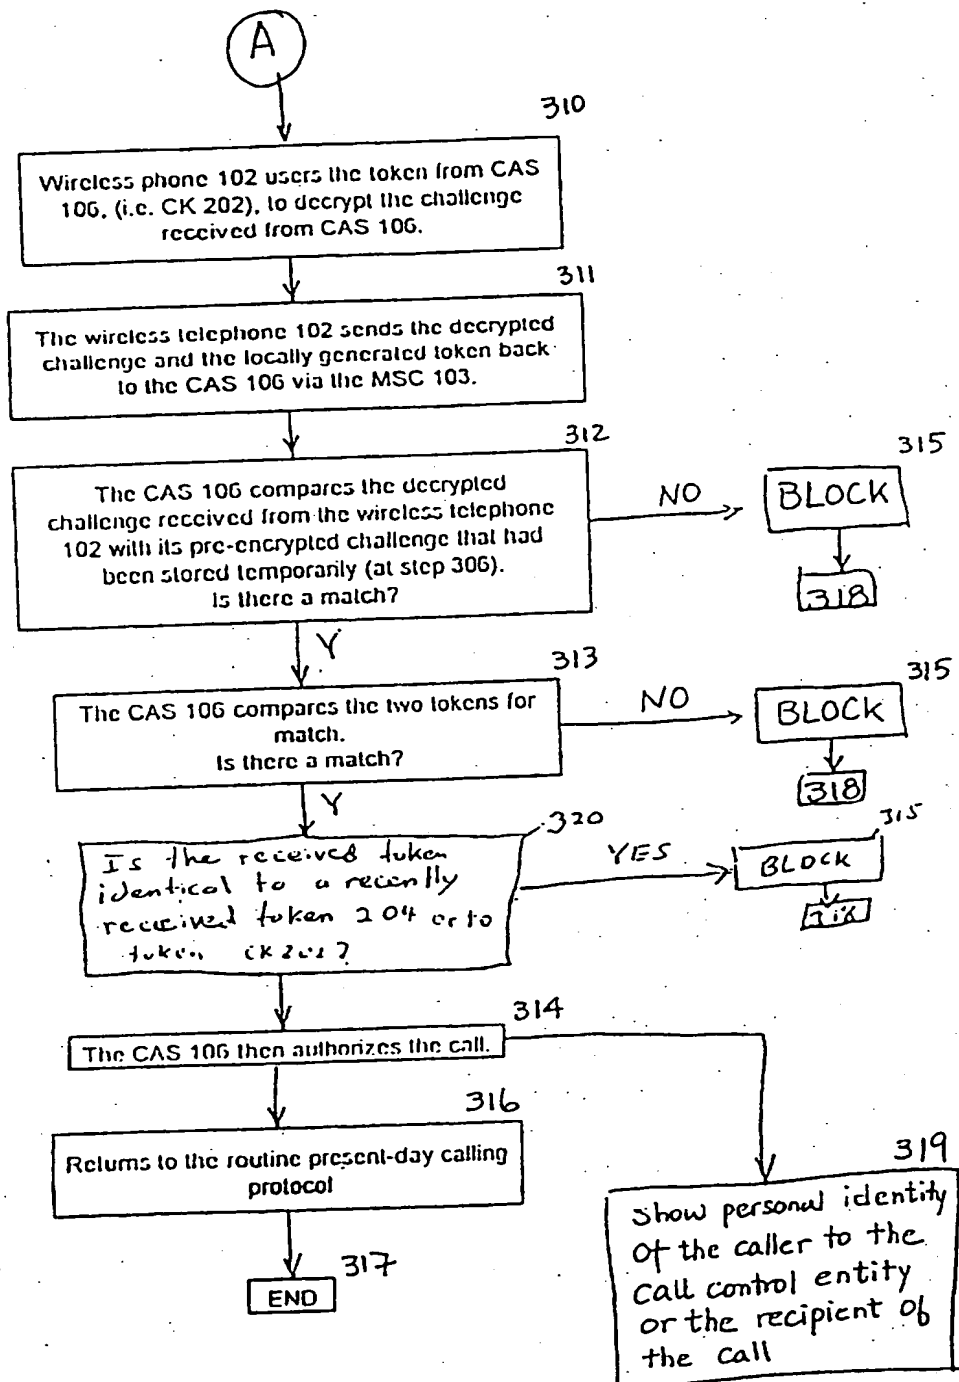 A
310
Wireless phone 102 users the token from CAS
106, (i.e. CK 202), to decrypt the challenge
received from CAS 106.
311
The wireless telephone 102 sends the decrypted
challenge and the locally generated token back
to the CAS 106 via the MSC 103.
312
The CAS 106 compares the decrypted
challenge received from the wireless telephone
102 with its pre-encrypted challenge that had
been stored temporarily (at step 306).
Is there a match?
NO
315
BLOCK
318
Y
313
The CAS 106 compares the two tokens for
match.
Is there a match?
NO
315
BLOCK
318
Y
320
Is the received token
identical to a recently
received token 204 or to
token
YES
315
BLOCK
314
The CAS 106 then authorizes the call.
316
Returns to the routine present-day calling
protocol
317
END
319
show personal identity
of the caller to the
call control entity
or the recipient of
the call